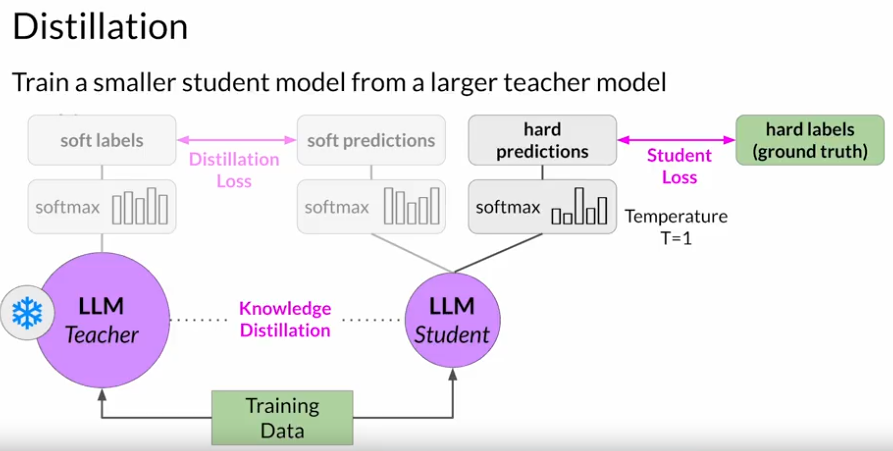 Distillation
Train a smaller student model from a larger teacher model
soft labels
Distillation
Loss
soft predictions
hard
predictions
Student
Loss
hard labels
(ground truth)
softmax
softmax
softmax
Temperature
T=1
LLM
Teacher
Knowledge
Distillation
LLM
Student
Training
Data